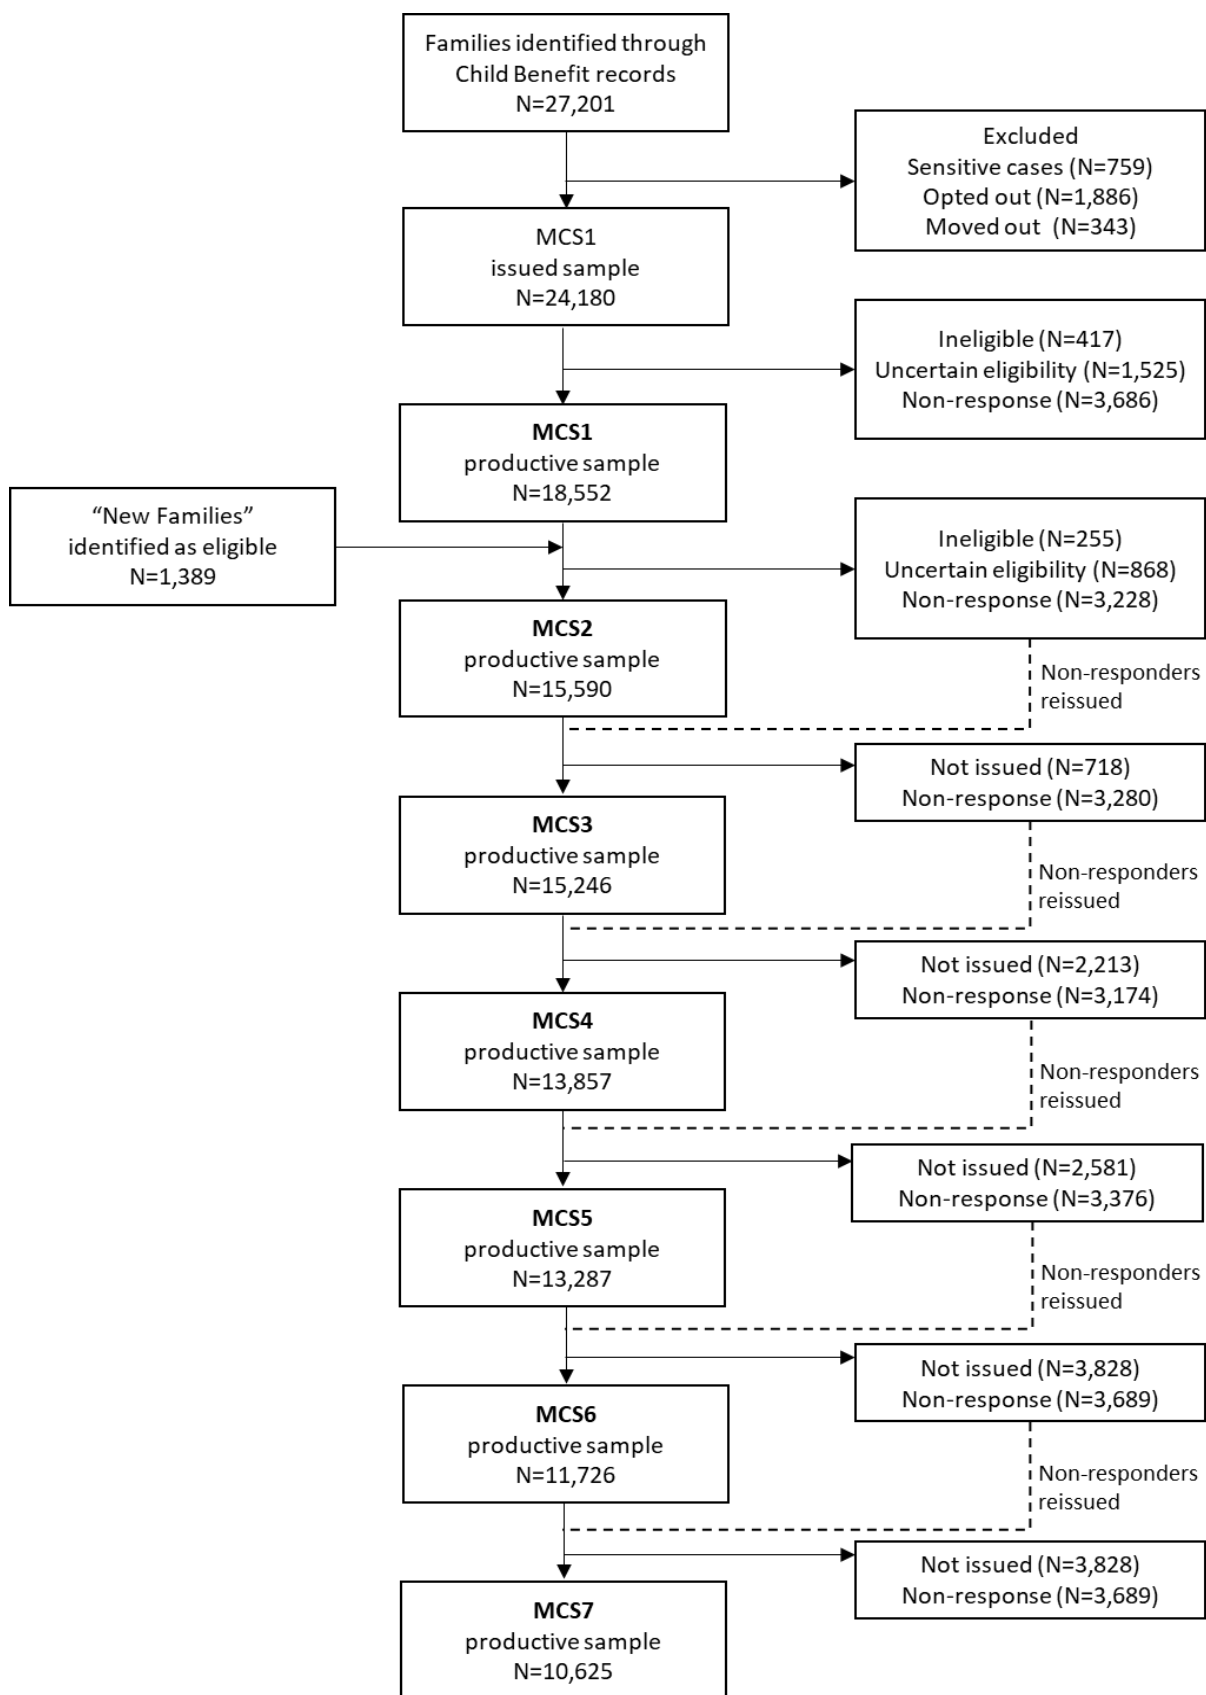 Families identified through
Child Benefit records
N=27,201
Excluded
Sensitive cases (N=759)
Opted out (N=1,886)
Moved out  (N=343)
MCS1
issued sample
N=24,180
Ineligible (N=417)
Uncertain eligibility (N=1,525)
Non-response (N=3,686)
MCS1
productive sample
N=18,552
“New Families”
identified as eligible
N=1,389
Ineligible (N=255)
Uncertain eligibility (N=868)
Non-response (N=3,228)
MCS2
productive sample
N=15,590
Non-responders
reissued
Not issued (N=718)
Non-response (N=3,280)
MCS3
productive sample
N=15,246
Non-responders
reissued
Not issued (N=2,213)
Non-response (N=3,174)
MCS4
productive sample
N=13,857
Non-responders
reissued
Not issued (N=2,581)
Non-response (N=3,376)
MCS5
productive sample
N=13,287
Non-responders
reissued
Not issued (N=3,828)
Non-response (N=3,689)
MCS6
productive sample
N=11,726
Non-responders
reissued
Not issued (N=3,828)
Non-response (N=3,689)
MCS7
productive sample
N=10,625